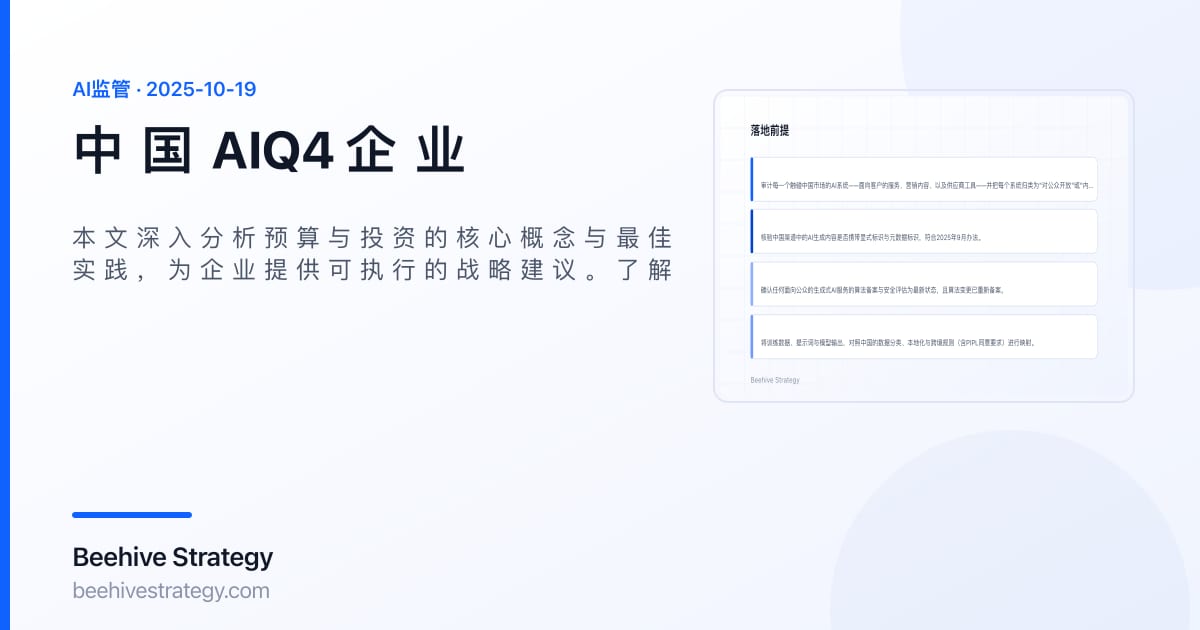 AI监管 · 2025-10-19
中国 AIQ4企业
本文深入分析预算与投资的核心概念与最佳
实践，为企业提供可执行的战略建议。了解
Beehive Strategy
beehivestrategy.com
落地前提
审计每一个触碰中国市场的AI系统——面向客户的服务、营销内容、以及供应商工具——并把每个系统归类为“对公众开放”或“内...
核验中国渠道中的AI生成内容是否携带显式标识与元数据标识，符合2025年9月办法。
确认任何面向公众的生成式AI服务的算法备案与安全评估为最新状态，且算法变更已重新备案。
将训练数据、提示词与模型输出，对照中国的数据分类、本地化与跨境规则（含PIPL同意要求）进行映射。
Beehive Strategy